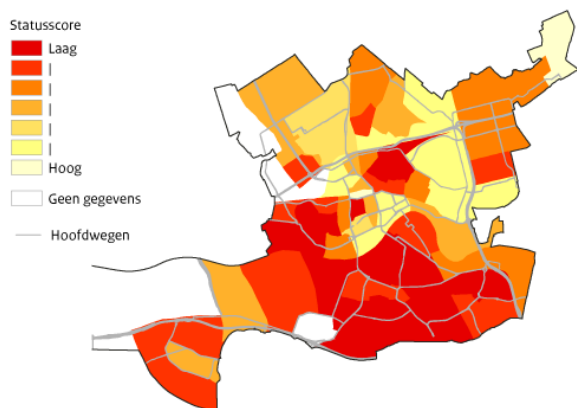 Statusscore
Laag
|
|
|
|
|
Hoog
Geen gegevens
Hoofdwegen